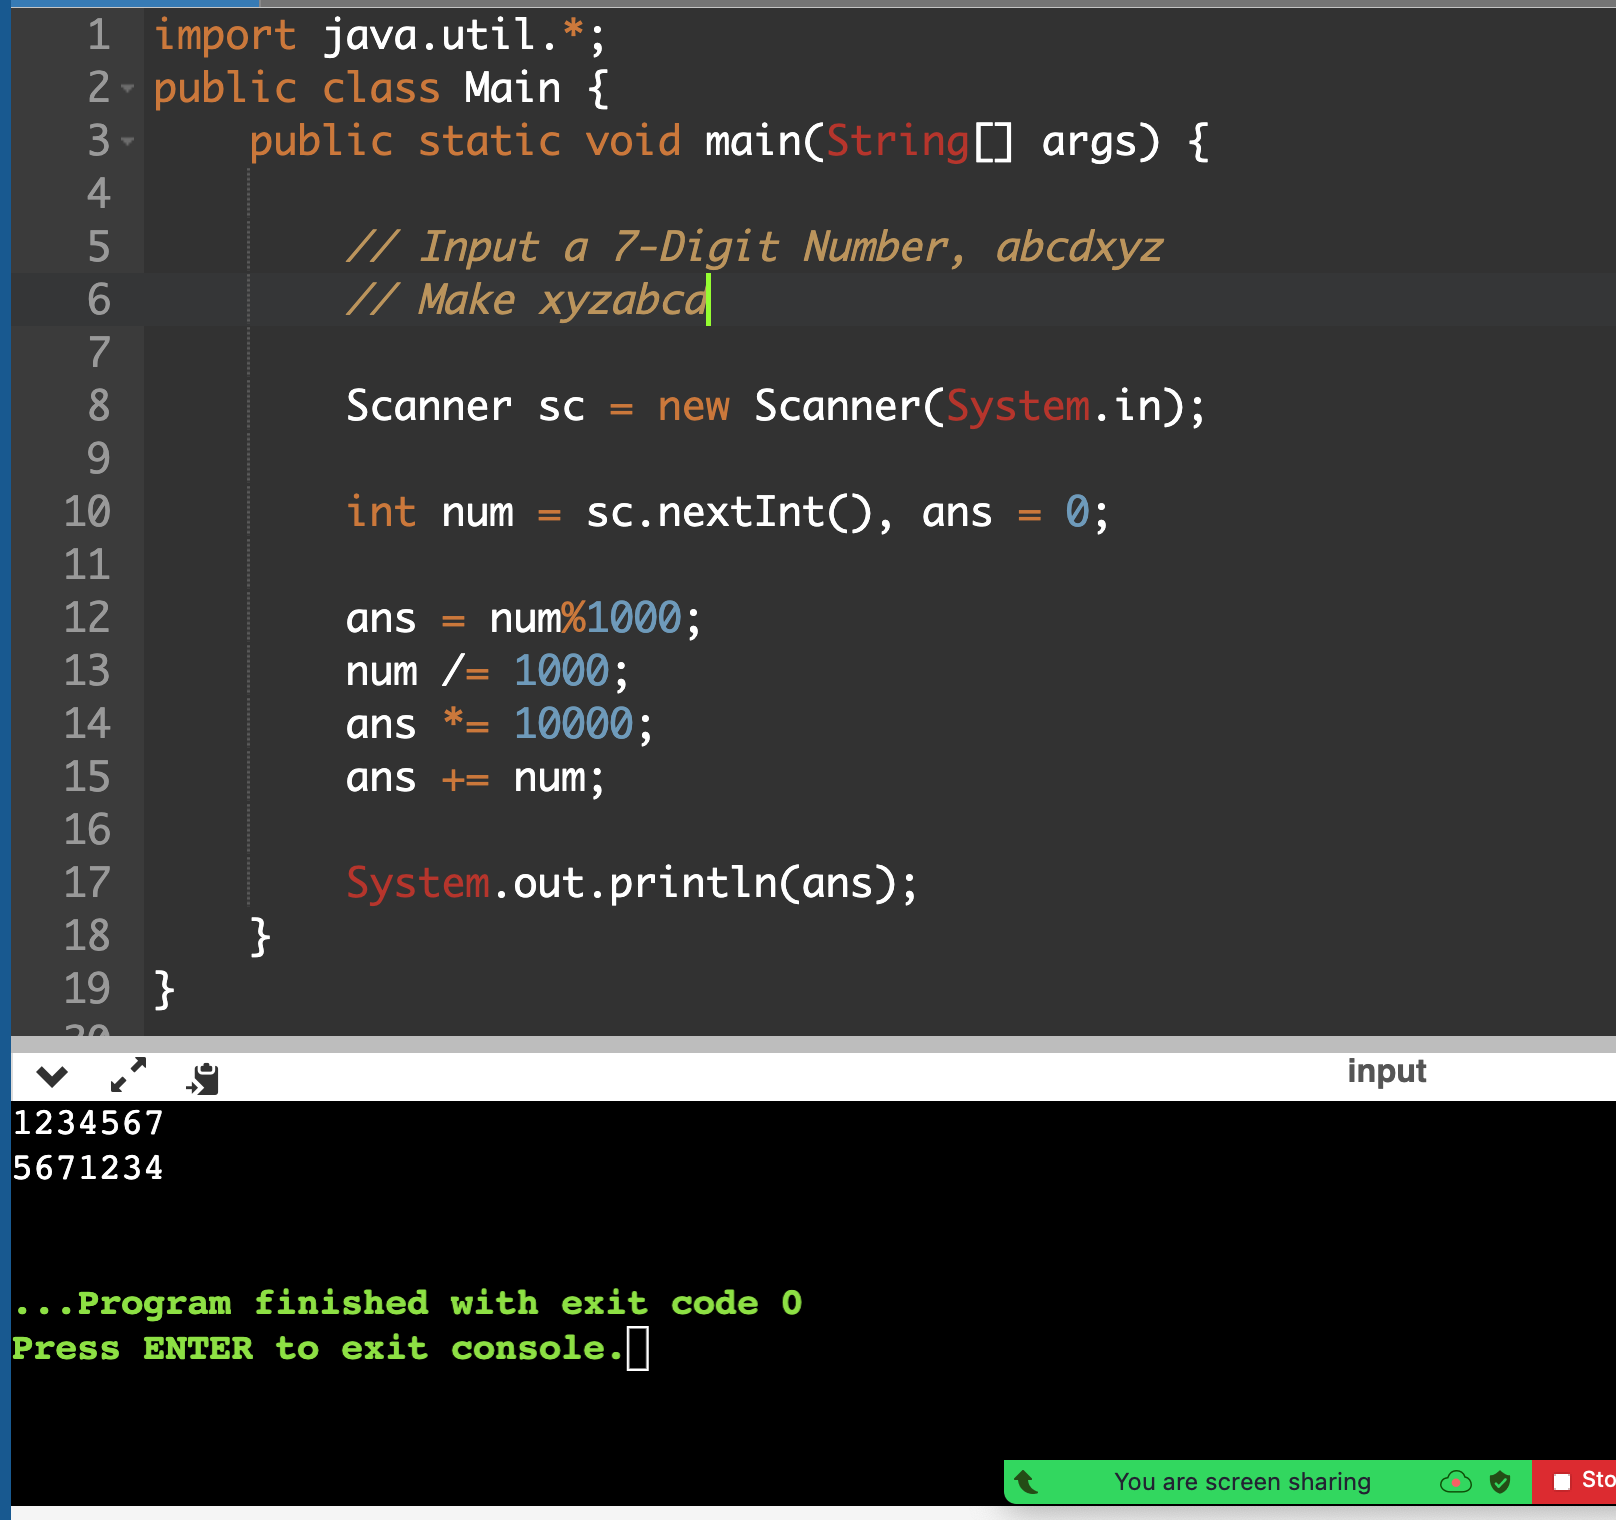 1 import java.util.*;
2 public class Main {
3 public static void main(String[] args) {
4
5 // Input a 7-Digit Number, abcdxyz
6 // Make xyzabcd
7
8 Scanner sc = new Scanner(System.in);
9
10 int num = sc.nextInt(), ans = 0;
11
12 ans = num%1000;
13 num /= 1000;
14 ans *= 10000;
15 ans += num;
16
17 System.out.println(ans);
18 }
19 }
20
input
1234567
5671234
...Program finished with exit code 0
Press ENTER to exit console.
You are screen sharing
Sto